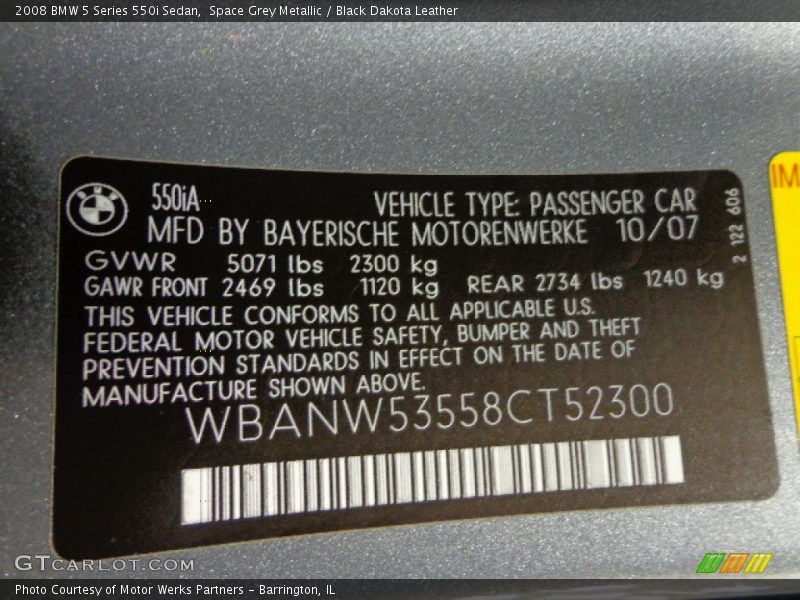 2008 BMW 5 Series 550i Sedan,  Space Grey Metallic / Black Dakota Leather
550iA
VEHICLE TYPE: PASSENGER CAR
MFD BY BAYERISCHE MOTORENWERKE 10/07
GVWR 5071 lbs 2300 kg
GAWR FRONT 2469 lbs 1120 kg REAR 2734 lbs 1240 kg
THIS VEHICLE CONFORMS TO ALL APPLICABLE U.S.
FEDERAL MOTOR VEHICLE SAFETY, BUMPER AND THEFT
PREVENTION STANDARDS IN EFFECT ON THE DATE OF
MANUFACTURE SHOWN ABOVE.
WBANW53558CT52300
2 122 606
IM
GTCARLOT.COM
Photo Courtesy of Motor Werks Partners - Barrington, IL